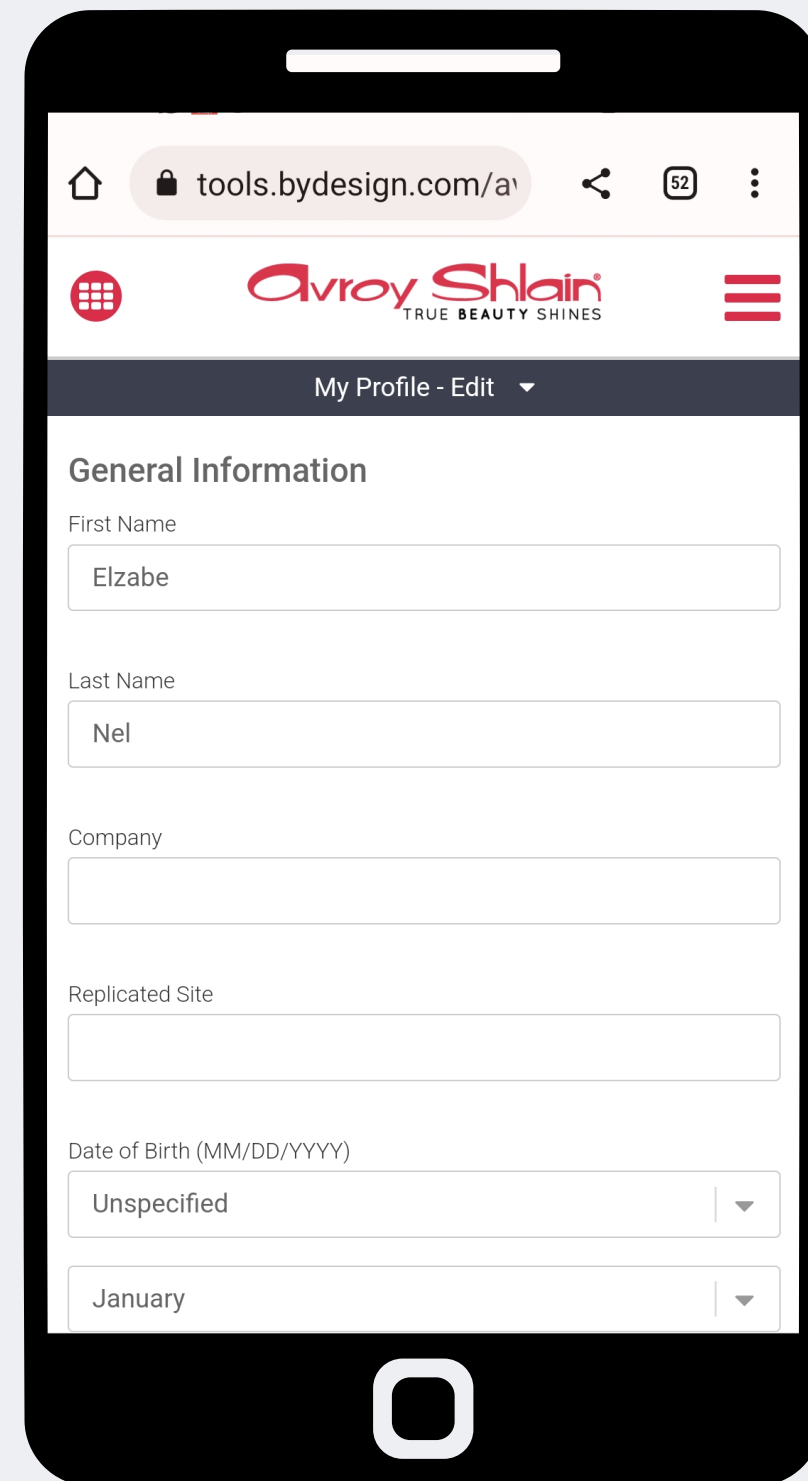 tools.bydesign.com/a
52
avroy Shlain®
TRUE BEAUTY SHINES
My Profile - Edit
General Information
First Name
Elzabe
Last Name
Nel
Company
Replicated Site
Date of Birth (MM/DD/YYYY)
Unspecified
January